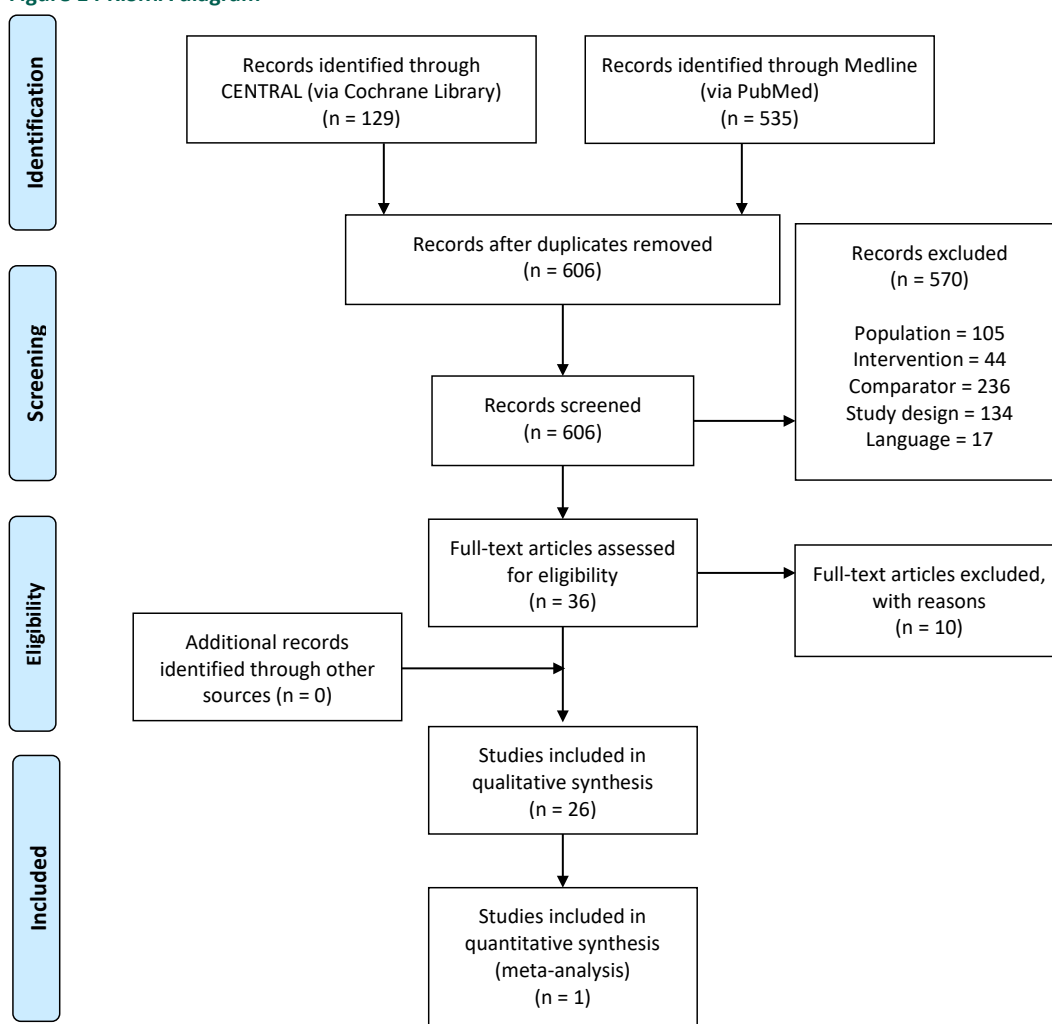 Identification
Records identified through
CENTRAL (via Cochrane Library)
(n = 129)
Records identified through Medline
(via PubMed)
(n = 535)
Records after duplicates removed
(n = 606)
Screening
Records screened
(n = 606)
Records excluded
(n = 570)
Population = 105
Intervention = 44
Comparator = 236
Study design = 134
Language = 17
Eligibility
Full-text articles assessed
for eligibility
(n = 36)
Full-text articles excluded,
with reasons
(n = 10)
Additional records
identified through other
sources (n = 0)
Included
Studies included in
qualitative synthesis
(n = 26)
Studies included in
quantitative synthesis
(meta-analysis)
(n = 1)